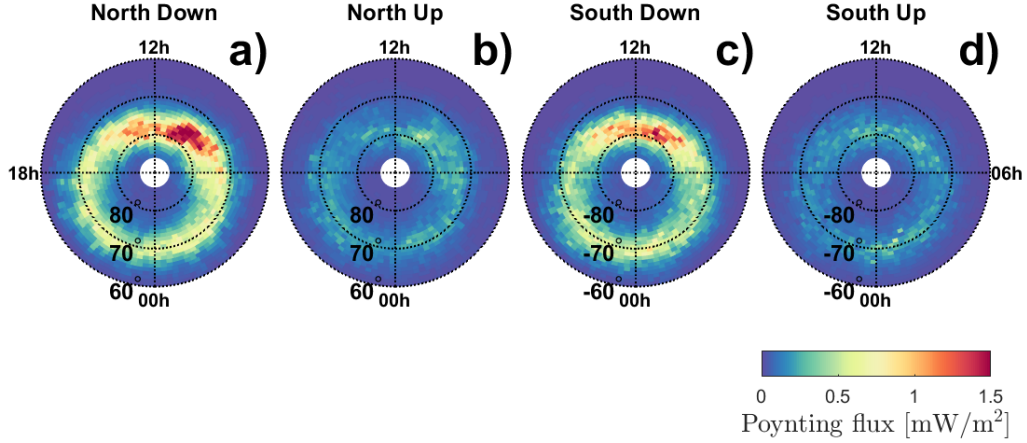 North Down North Up South Down South Up
a) b) c) d)
12h 12h 12h 12h
18h 06h
80 80 -80 -80
70 70 -70 -70
60 60 -60 -60
00h 00h 00h 00h
0 0.5 1 1.5
Poynting flux [mW/m²]